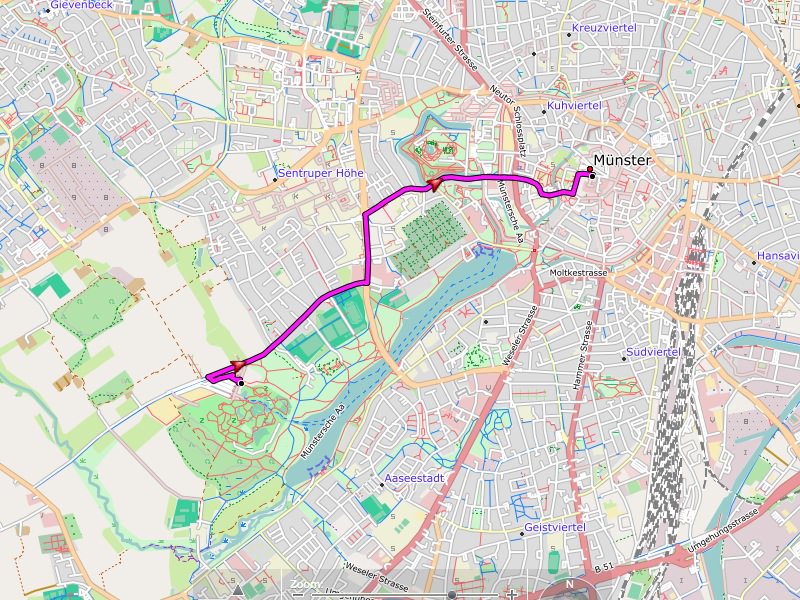 Gievenbeck
Steinfurter Straße
Kreuzviertel
Neutor
Schlossplatz
Kuhviertel
Sentruper Höhe
Münster
Münstersche Aa
Hansavi
Moltkestrasse
Weseler Strasse
Hammer Strasse
Südviertel
Münstersche Aa
Aaseestadt
Geistviertel
Umgehungsstrasse
B 51
Weseler Strasse
Zoom
N